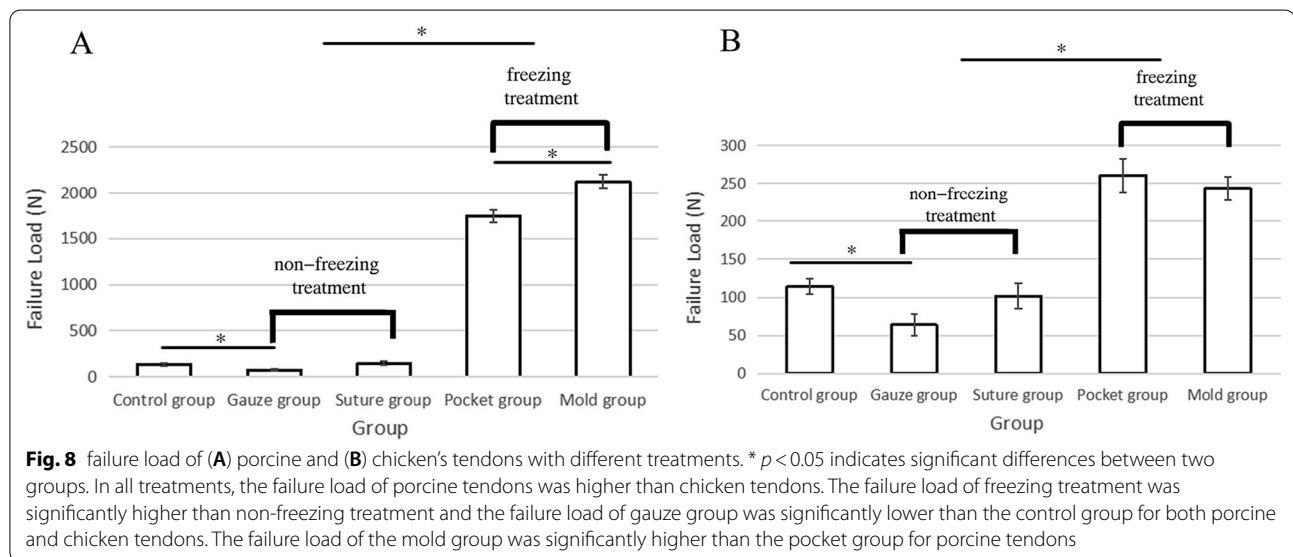 A
*
freezing
treatment
*
2500
2000
1500
1000
500
0
Failure Load (N)
non-freezing
treatment
*
Control group Gauze group Suture group Pocket group Mold group
Group
B
*
freezing
treatment
300
250
200
150
100
50
0
Failure Load (N)
non-freezing
treatment
*
Control group Gauze group Suture group Pocket group Mold group
Group
Fig. 8 failure load of (A) porcine and (B) chicken's tendons with different treatments. * p < 0.05 indicates significant differences between two
groups. In all treatments, the failure load of porcine tendons was higher than chicken tendons. The failure load of freezing treatment was
significantly higher than non-freezing treatment and the failure load of gauze group was significantly lower than the control group for both porcine
and chicken tendons. The failure load of the mold group was significantly higher than the pocket group for porcine tendons